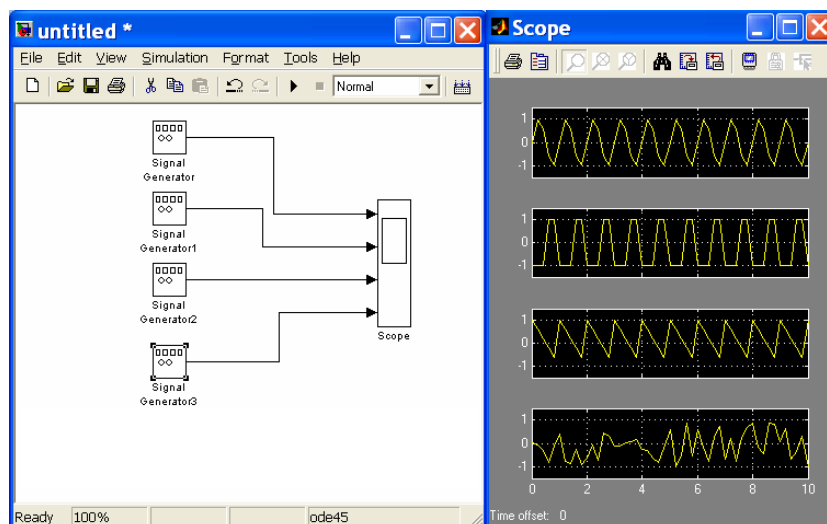 untitled *
File Edit View Simulation Format Tools Help
Normal
Signal
Generator
Signal
Generator1
Signal
Generator2
Signal
Generator3
Scope
Ready 100% ode45
Scope
1
0
-1
1
0
-1
1
0
-1
1
0
-1
0 2 4 6 8 10
Time offset: 0